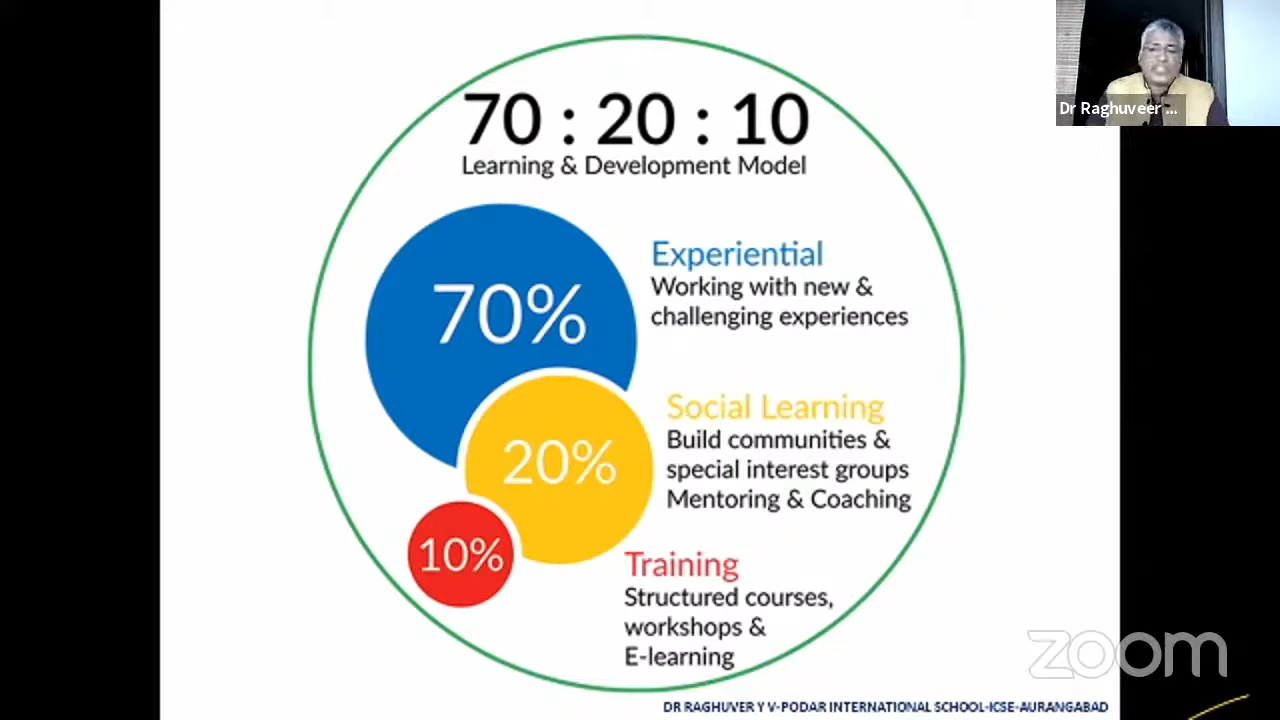 70 : 20 : 10
Learning & Development Model
70%
Experiential
Working with new &
challenging experiences
20%
Social Learning
Build communities &
special interest groups
Mentoring & Coaching
10%
Training
Structured courses,
workshops &
E-learning
Dr Raghuveer ...
zoom
DR RAGHUVER Y V-PODAR INTERNATIONAL SCHOOL-ICSE-AURANGABAD